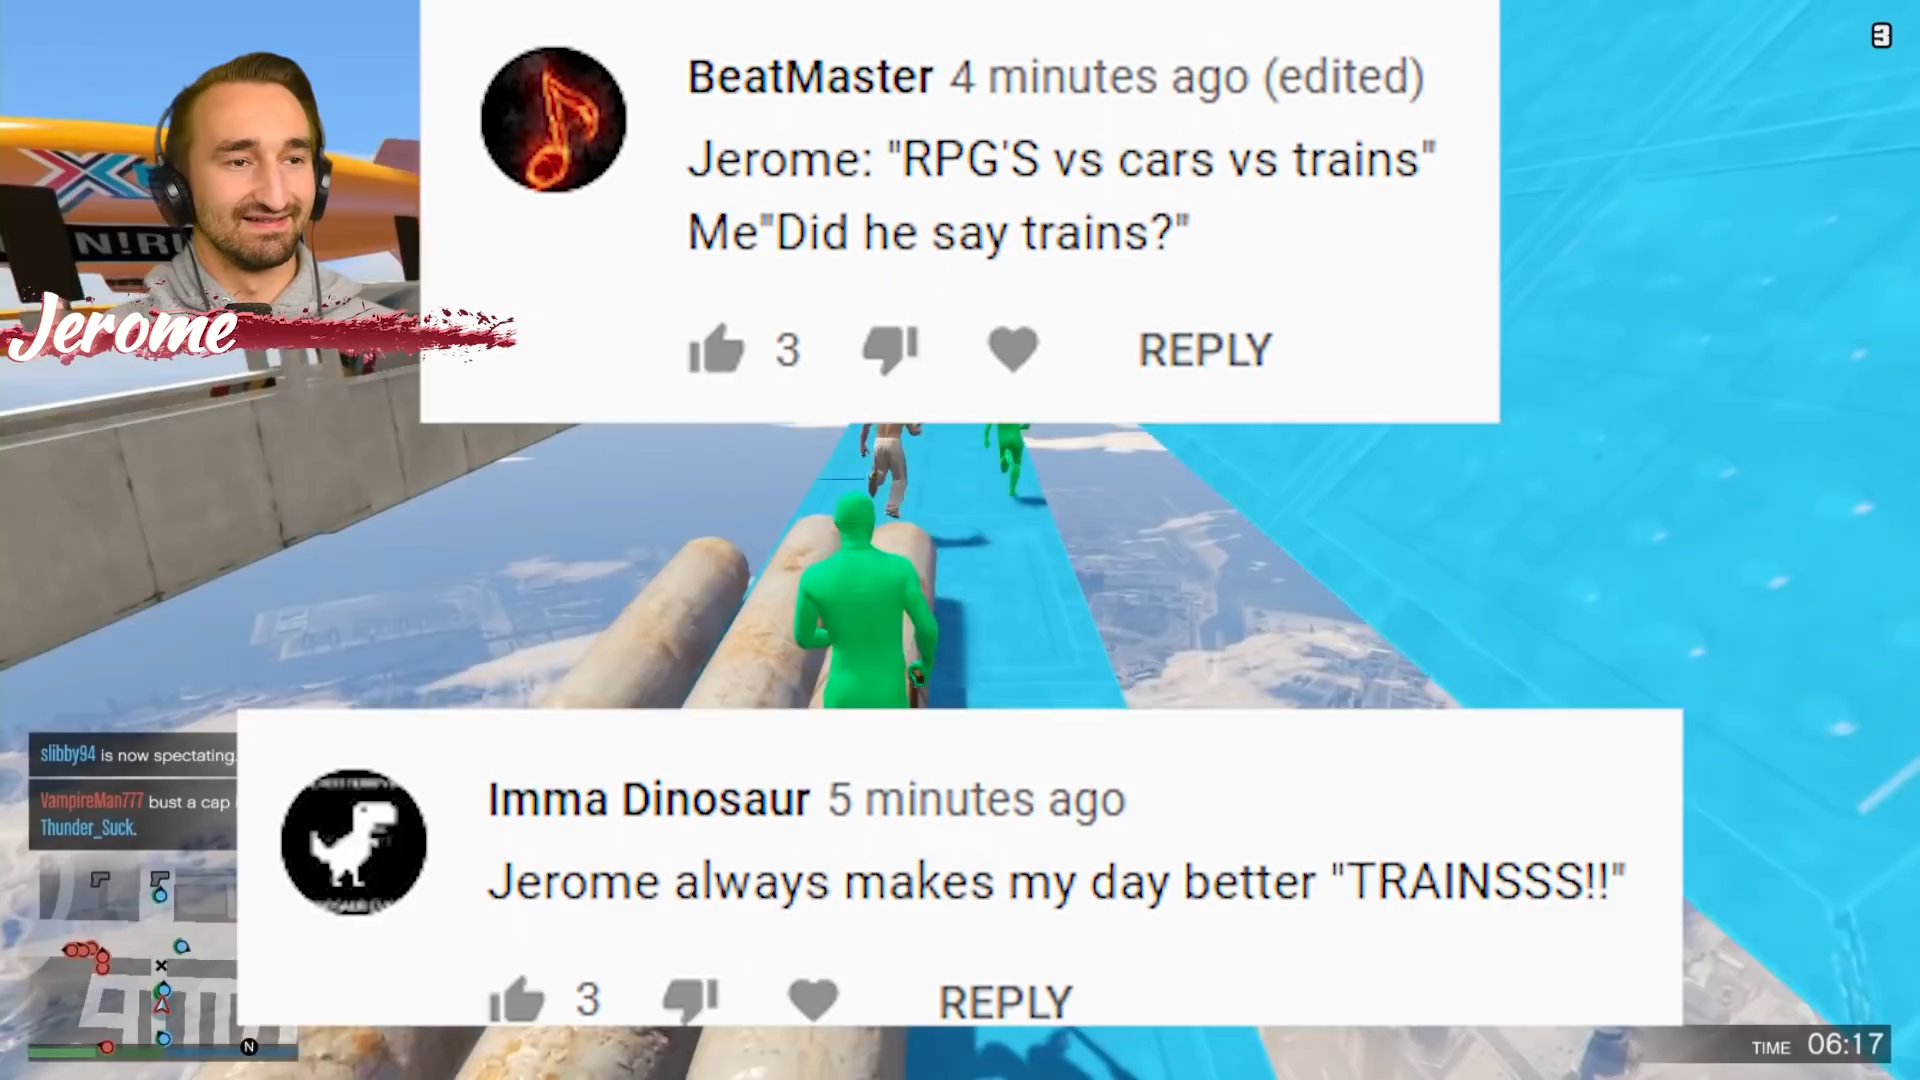 3
BeatMaster 4 minutes ago (edited)
Jerome: "RPG'S vs cars vs trains"
Me"Did he say trains?"
3 REPLY
Jerome
slibby94 is now spectating.
VampireMan777 bust a cap
Thunder_Suck.
Imma Dinosaur 5 minutes ago
Jerome always makes my day better "TRAINSSS!!"
3 REPLY
N
TIME 06:17